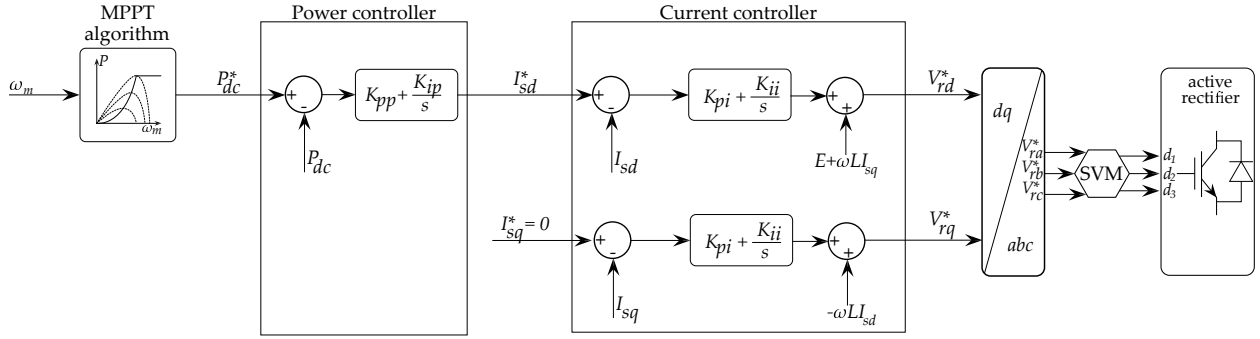 MPPT
algorithm
Power controller
Current controller
P
ω_m
ω_m
P*_dc
+
-
P_dc
K_pp + K_ip/s
I*_sd
+
-
I_sd
K_pi + K_ii/s
+
+
E+ωLI_sq
V*_rd
I*_sq = 0
+
-
I_sq
K_pi + K_ii/s
+
+
-ωLI_sd
V*_rq
dq
abc
V*_ra
V*_rb
V*_rc
SVM
active
rectifier
d_1
d_2
d_3